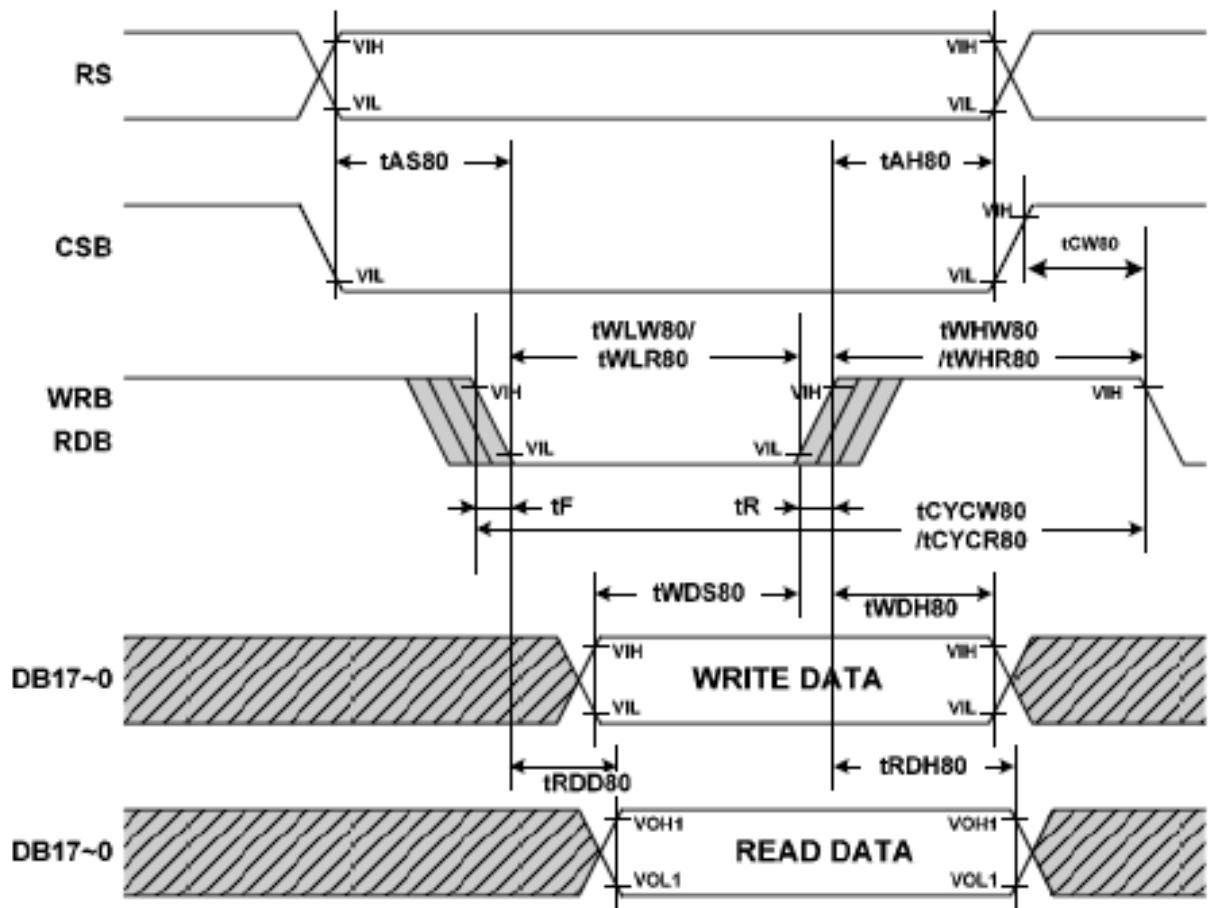 VIH VIH
RS
VIL VIL
tAS80 tAH80
VIH
CSB tCW80
VIL VIL
tWLW80/ tWHW80
tWLR80 /tWHR80
WRB VIH VIH VIH
RDB VIL VIL
tF tR tCYCW80
/tCYCR80
tWDS80 tWDH80
VIH VIH
DB17~0 WRITE DATA
VIL VIL
tRDD80 tRDH80
VOH1 VOH1
DB17~0 READ DATA
VOL1 VOL1